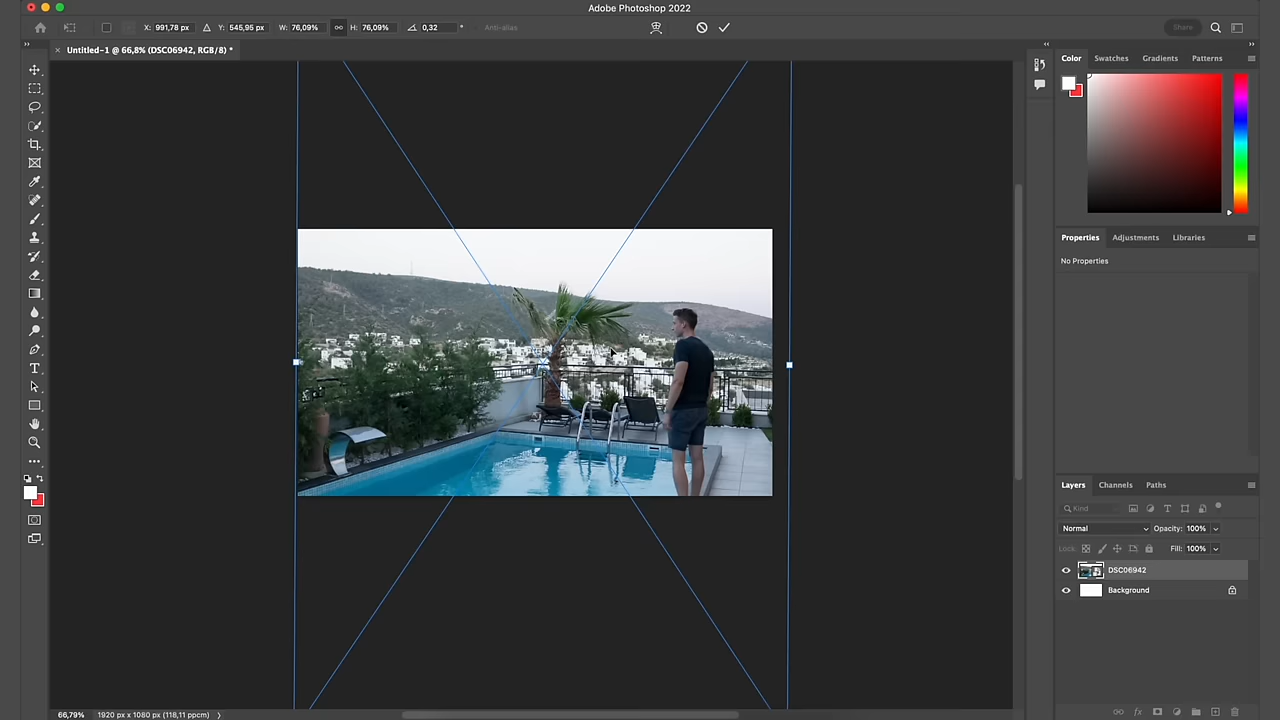 Adobe Photoshop 2022
X: 991,78 px Y: 545,95 px W: 76,09% H: 76,09% 0,32 ° Anti-alias Share
× Untitled-1 @ 66,8% (DSC06942, RGB/8) *
Color Swatches Gradients Patterns
Properties Adjustments Libraries
No Properties
Layers Channels Paths
Kind
Normal Opacity: 100%
Lock: Fill: 100%
DSC06942
Background
66,79% 1920 px x 1080 px (118,11 ppcm)